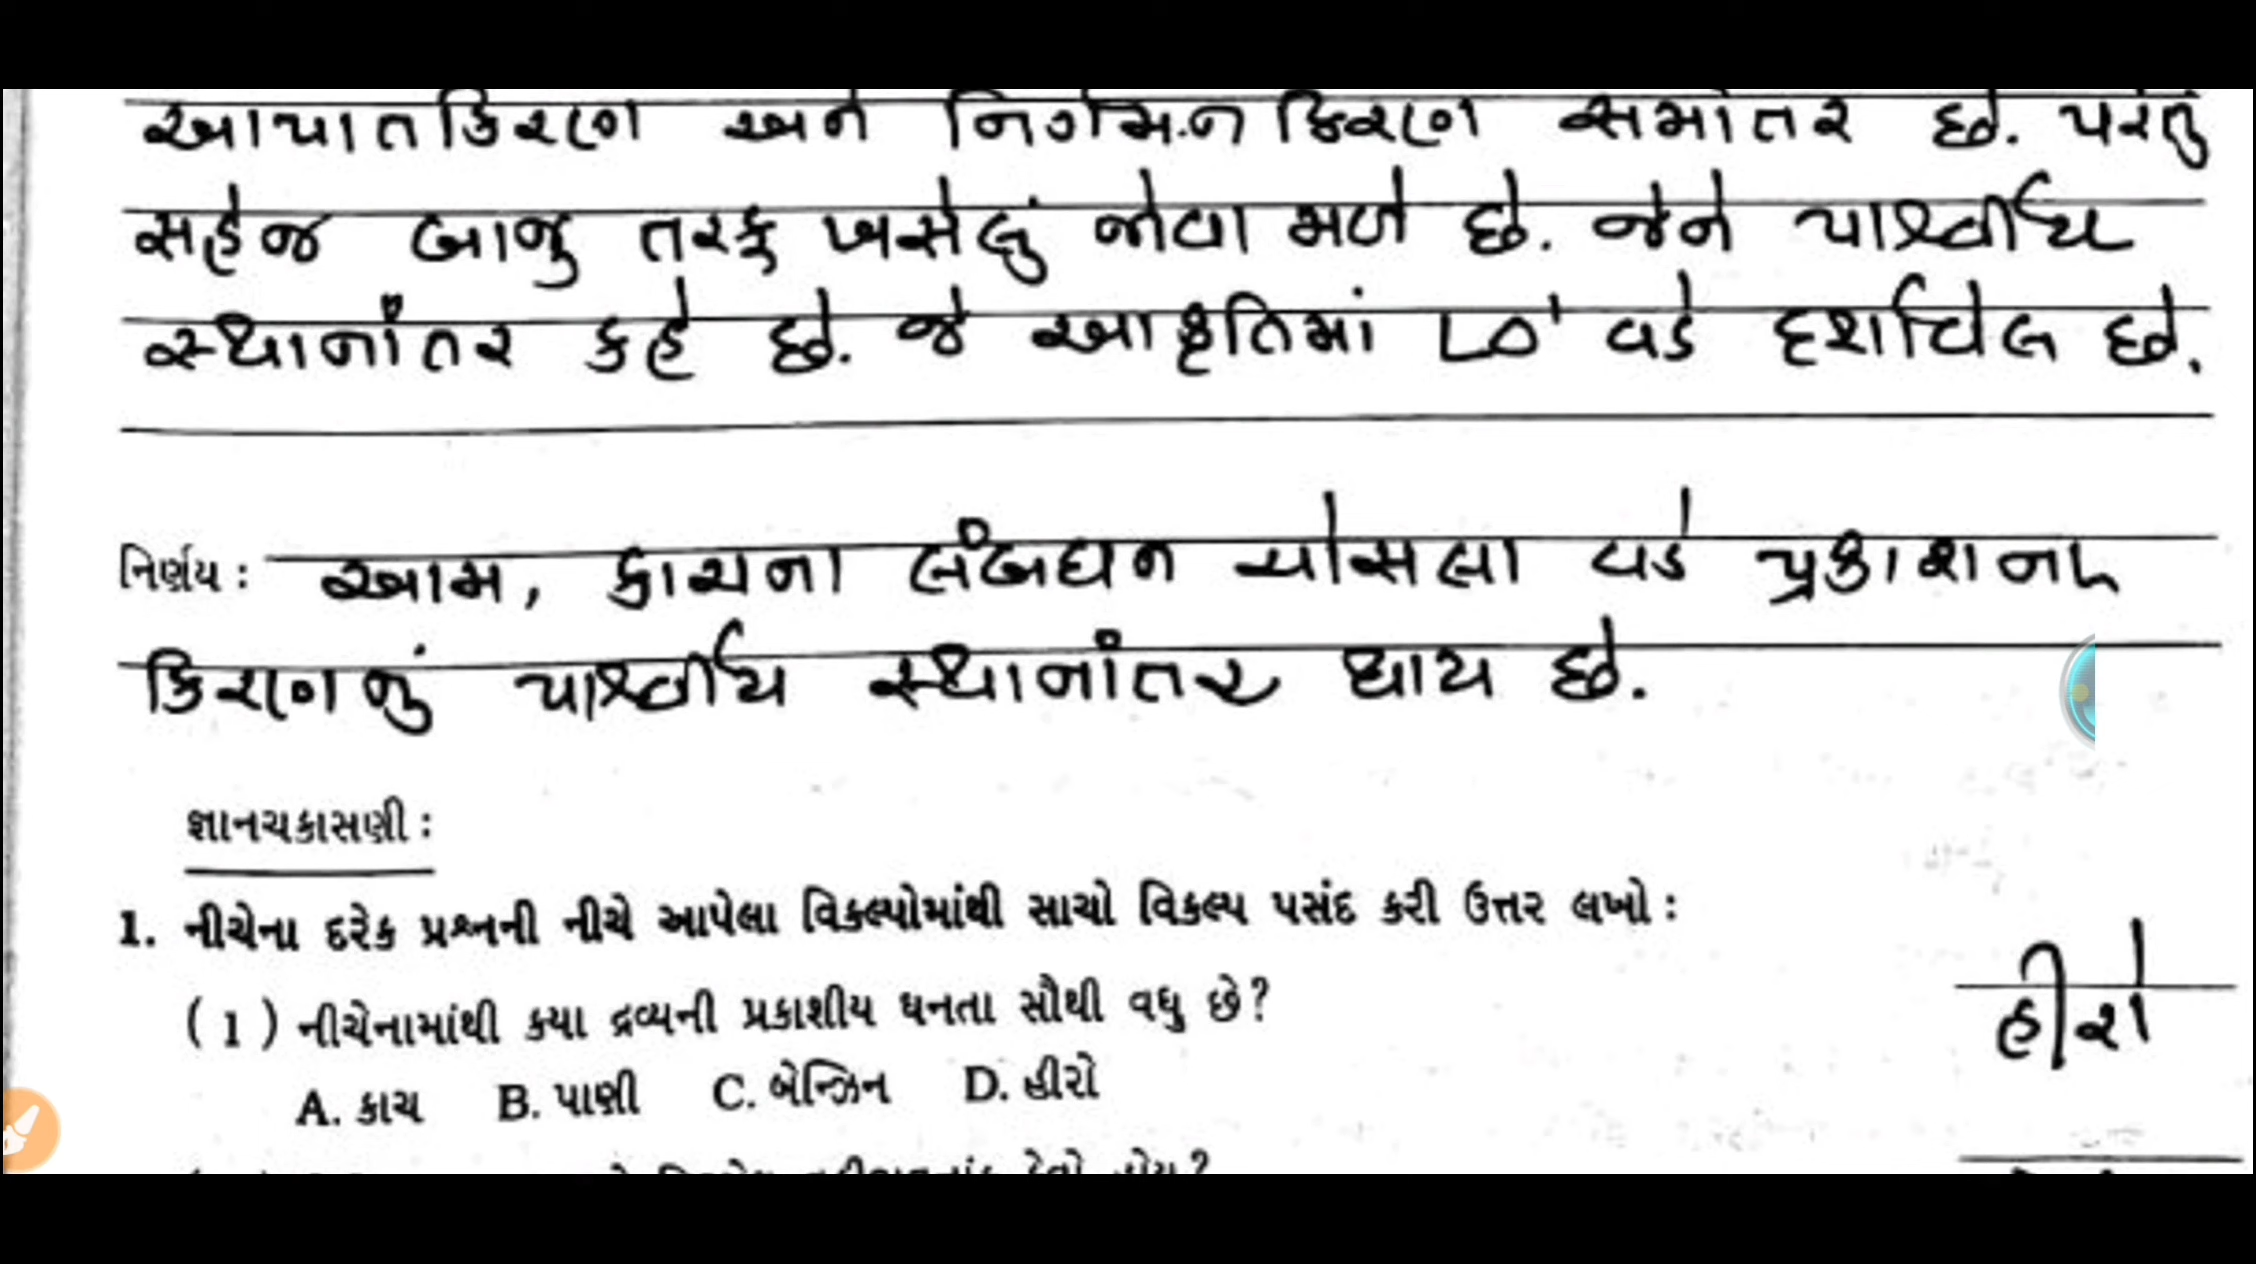 આપાતકિરણ અને નિર્ગમન કિરણ સમાંતર છે. પરંતુ
સહેજ બાજુ તરફ ખસેલું જોવા મળે છે. જેને પાર્શ્વીય
સ્થાનાંતર કહે છે. જે આકૃતિમાં LO' વડે દર્શાવેલ છે.
નિર્ણય : આમ, કાચના લંબઘન ચોસલા વડે પ્રકાશના
કિરણનું પાર્શ્વીય સ્થાનાંતર થાય છે.
જ્ઞાનચકાસણી :
1. નીચેના દરેક પ્રશ્નની નીચે આપેલા વિકલ્પોમાંથી સાચો વિકલ્પ પસંદ કરી ઉત્તર લખો :
( 1 ) નીચેનામાંથી કયા દ્રવ્યની પ્રકાશીય ઘનતા સૌથી વધુ છે?
હીરો
A. કાચ B. પાણી C. બેન્ઝિન D. હીરો